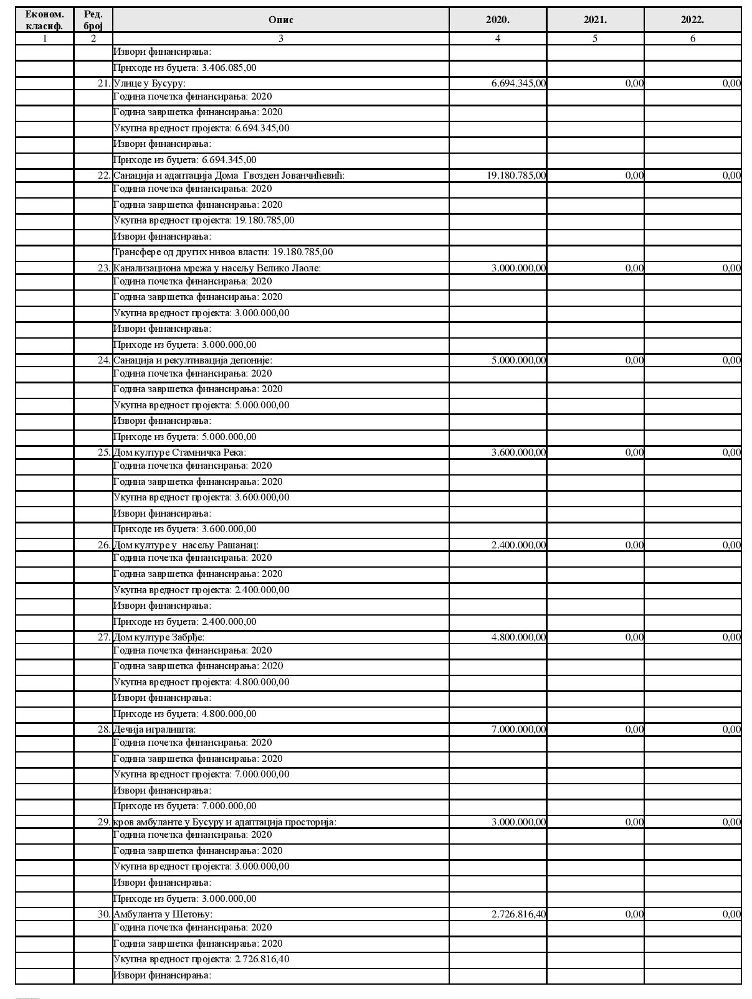 Економ. класиф. Ред. број Опис 2020. 2021. 2022.
1 2 3 4 5 6
Извори финансирања:
Приходе из буџета: 3.406.085,00
21. Улице у Бусуру: 6.694.345,00 0,00 0,00
Година почетка финансирања: 2020
Година завршетка финансирања: 2020
Укупна вредност пројекта: 6.694.345,00
Извори финансирања:
Приходе из буџета: 6.694.345,00
22. Санација и адаптација Дома Гвозден Јованчићевић: 19.180.785,00 0,00 0,00
Година почетка финансирања: 2020
Година завршетка финансирања: 2020
Укупна вредност пројекта: 19.180.785,00
Извори финансирања:
Трансфере од других нивоа власти: 19.180.785,00
23. Канализациона мрежа у насељу Велико Лаоле: 3.000.000,00 0,00 0,00
Година почетка финансирања: 2020
Година завршетка финансирања: 2020
Укупна вредност пројекта: 3.000.000,00
Извори финансирања:
Приходе из буџета: 3.000.000,00
24. Санација и рекултивација депоније: 5.000.000,00 0,00 0,00
Година почетка финансирања: 2020
Година завршетка финансирања: 2020
Укупна вредност пројекта: 5.000.000,00
Извори финансирања:
Приходе из буџета: 5.000.000,00
25. Дом културе Стамничка Река: 3.600.000,00 0,00 0,00
Година почетка финансирања: 2020
Година завршетка финансирања: 2020
Укупна вредност пројекта: 3.600.000,00
Извори финансирања:
Приходе из буџета: 3.600.000,00
26. Дом културе у насељу Рашанац: 2.400.000,00 0,00 0,00
Година почетка финансирања: 2020
Година завршетка финансирања: 2020
Укупна вредност пројекта: 2.400.000,00
Извори финансирања:
Приходе из буџета: 2.400.000,00
27. Дом културе Забрђе: 4.800.000,00 0,00 0,00
Година почетка финансирања: 2020
Година завршетка финансирања: 2020
Укупна вредност пројекта: 4.800.000,00
Извори финансирања:
Приходе из буџета: 4.800.000,00
28. Дечија игралишта: 7.000.000,00 0,00 0,00
Година почетка финансирања: 2020
Година завршетка финансирања: 2020
Укупна вредност пројекта: 7.000.000,00
Извори финансирања:
Приходе из буџета: 7.000.000,00
29. кров амбуланте у Бусуру и адаптација просторија: 3.000.000,00 0,00 0,00
Година почетка финансирања: 2020
Година завршетка финансирања: 2020
Укупна вредност пројекта: 3.000.000,00
Извори финансирања:
Приходе из буџета: 3.000.000,00
30. Амбуланта у Шетоњу: 2.726.816,40 0,00 0,00
Година почетка финансирања: 2020
Година завршетка финансирања: 2020
Укупна вредност пројекта: 2.726.816,40
Извори финансирања: